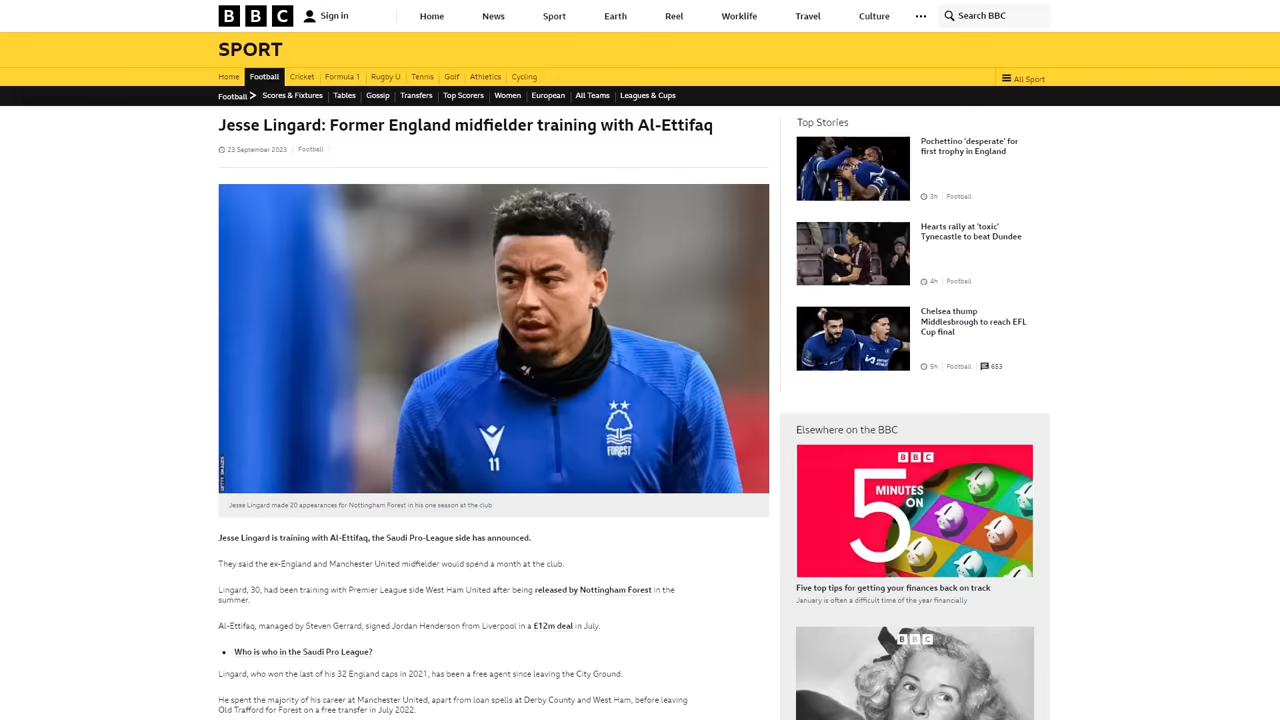 BBC
Sign in
Home
News
Sport
Earth
Reel
Worklife
Travel
Culture
Search BBC
SPORT
Home
Football
Cricket
Formula 1
Rugby U
Tennis
Golf
Athletics
Cycling
All Sport
Football
Scores & Fixtures
Tables
Gossip
Transfers
Top Scorers
Women
European
All Teams
Leagues & Cups
Jesse Lingard: Former England midfielder training with Al-Ettifaq
23 September 2023
Football
11
FOREST
GETTY IMAGES
Jesse Lingard made 20 appearances for Nottingham Forest in his one season at the club
Jesse Lingard is training with Al-Ettifaq, the Saudi Pro-League side has announced.
They said the ex-England and Manchester United midfielder would spend a month at the club.
Lingard, 30, had been training with Premier League side West Ham United after being released by Nottingham Forest in the
summer.
Al-Ettifaq, managed by Steven Gerrard, signed Jordan Henderson from Liverpool in a £12m deal in July.
Who is who in the Saudi Pro League?
Lingard, who won the last of his 32 England caps in 2021, has been a free agent since leaving the City Ground.
He spent the majority of his career at Manchester United, apart from loan spells at Derby County and West Ham, before leaving
Old Trafford for Forest on a free transfer in July 2022.
Top Stories
Pochettino 'desperate' for
first trophy in England
3h
Football
Hearts rally at 'toxic'
Tynecastle to beat Dundee
4h
Football
Chelsea thump
Middlesbrough to reach EFL
Cup final
5h
Football
653
Elsewhere on the BBC
BBC
5 MINUTES
ON
Five top tips for getting your finances back on track
January is often a difficult time of the year financially
BBC